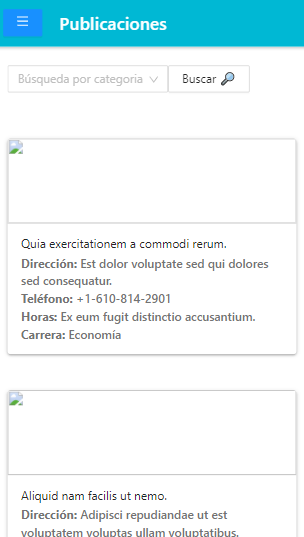 Publicaciones
Búsqueda por categoria
Buscar 🔎
Quia exercitationem a commodi rerum.
Dirección: Est dolor voluptate sed qui dolores
sed consequatur.
Teléfono: +1-610-814-2901
Horas: Ex eum fugit distinctio accusantium.
Carrera: Economía
Aliquid nam facilis ut nemo.
Dirección: Adipisci repudiandae ut est
voluptatem voluptas ullam voluptatibus.